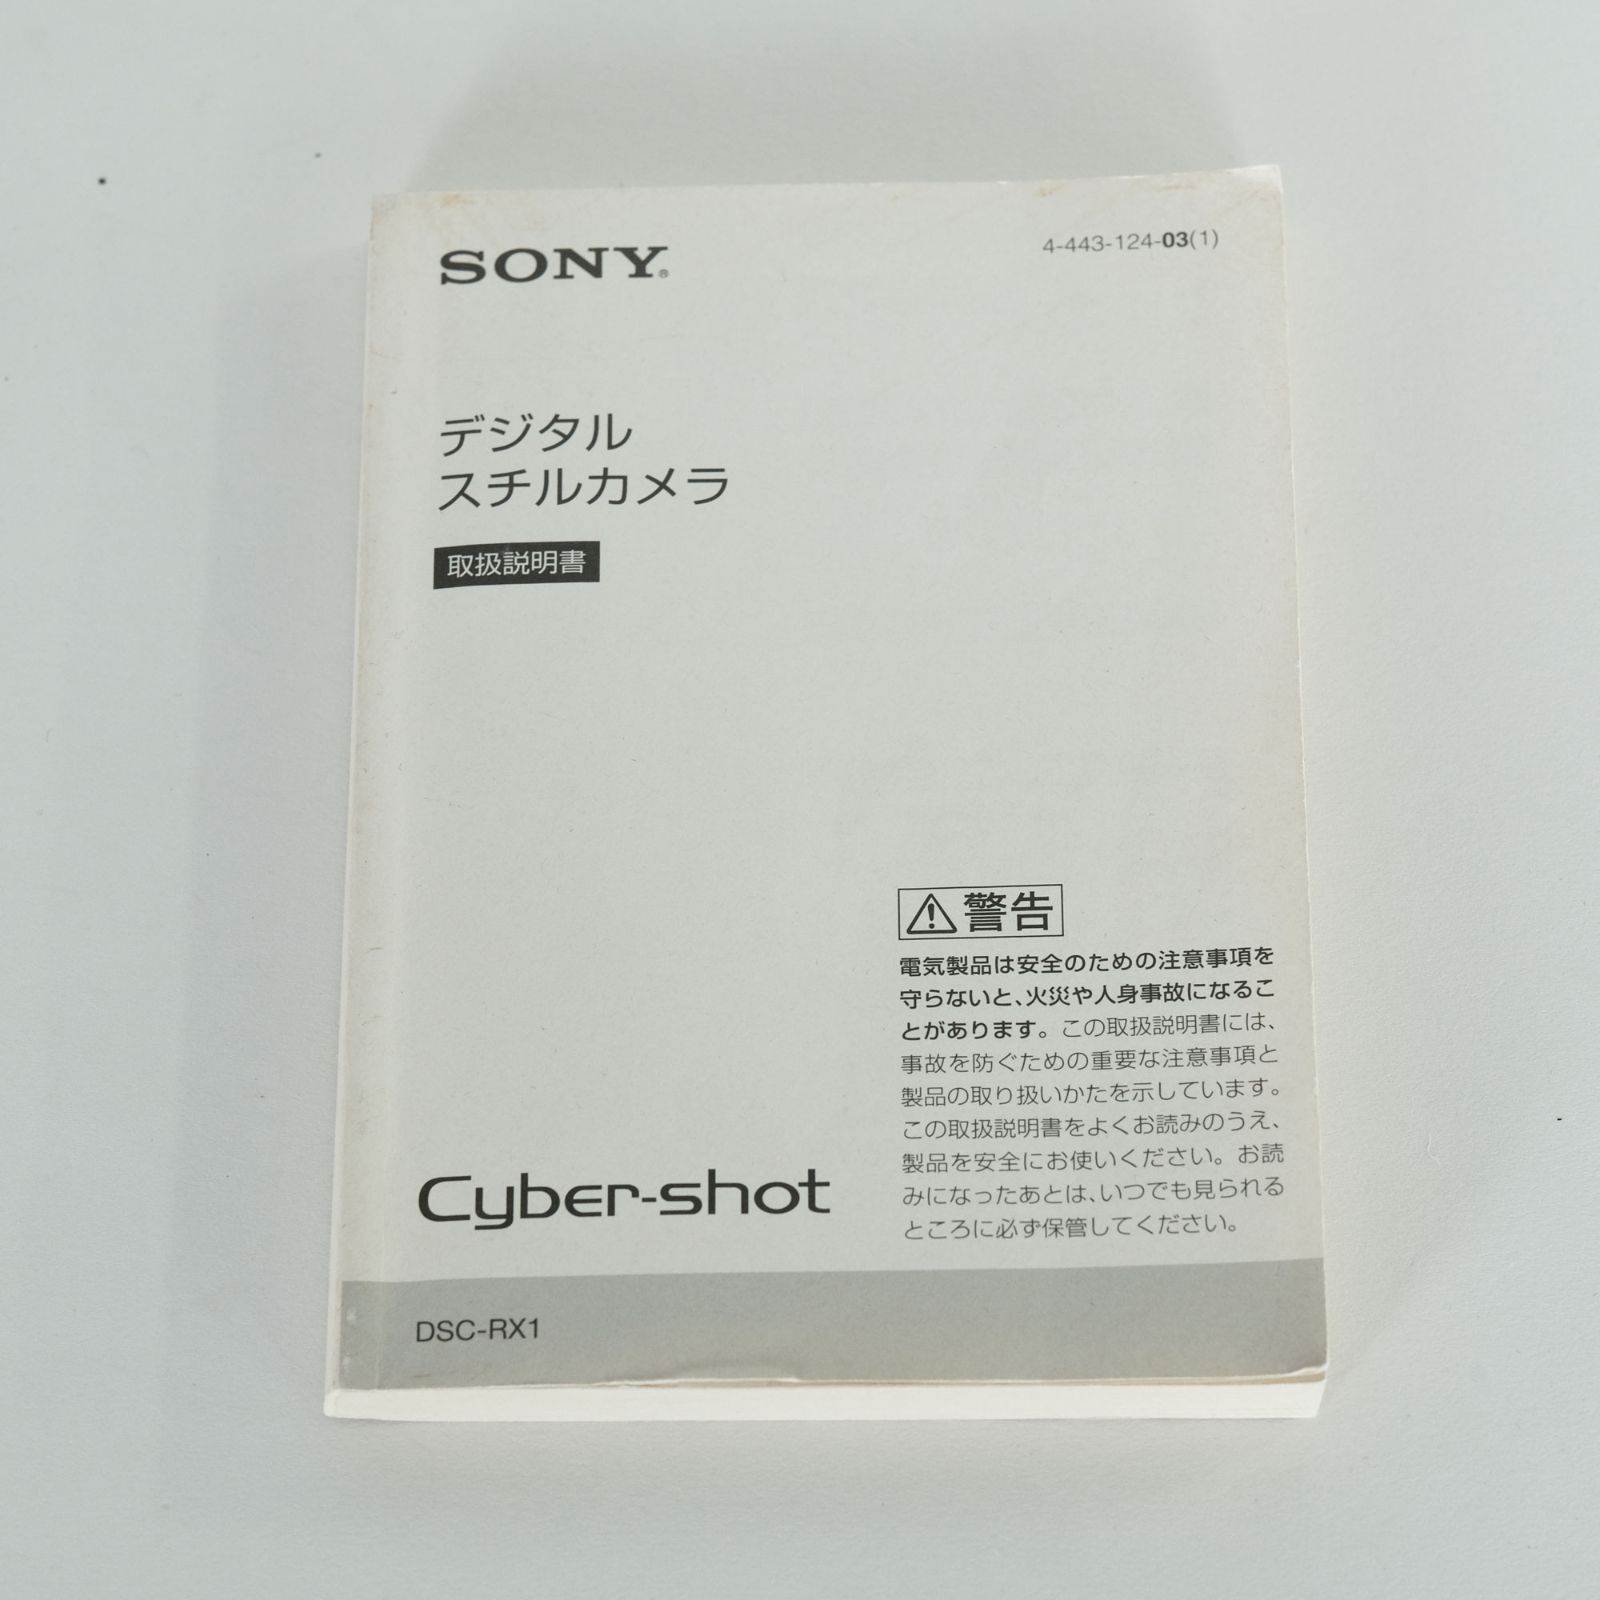 SONY®
4-443-124-03(1)
デジタル
スチルカメラ
取扱説明書
警告
電気製品は安全のための注意事項を
守らないと、火災や人身事故になるこ
とがあります。この取扱説明書には、
事故を防ぐための重要な注意事項と
製品の取り扱いかたを示しています。
この取扱説明書をよくお読みのうえ、
製品を安全にお使いください。お読
みになったあとは、いつでも見られる
ところに必ず保管してください。
Cyber-shot
DSC-RX1